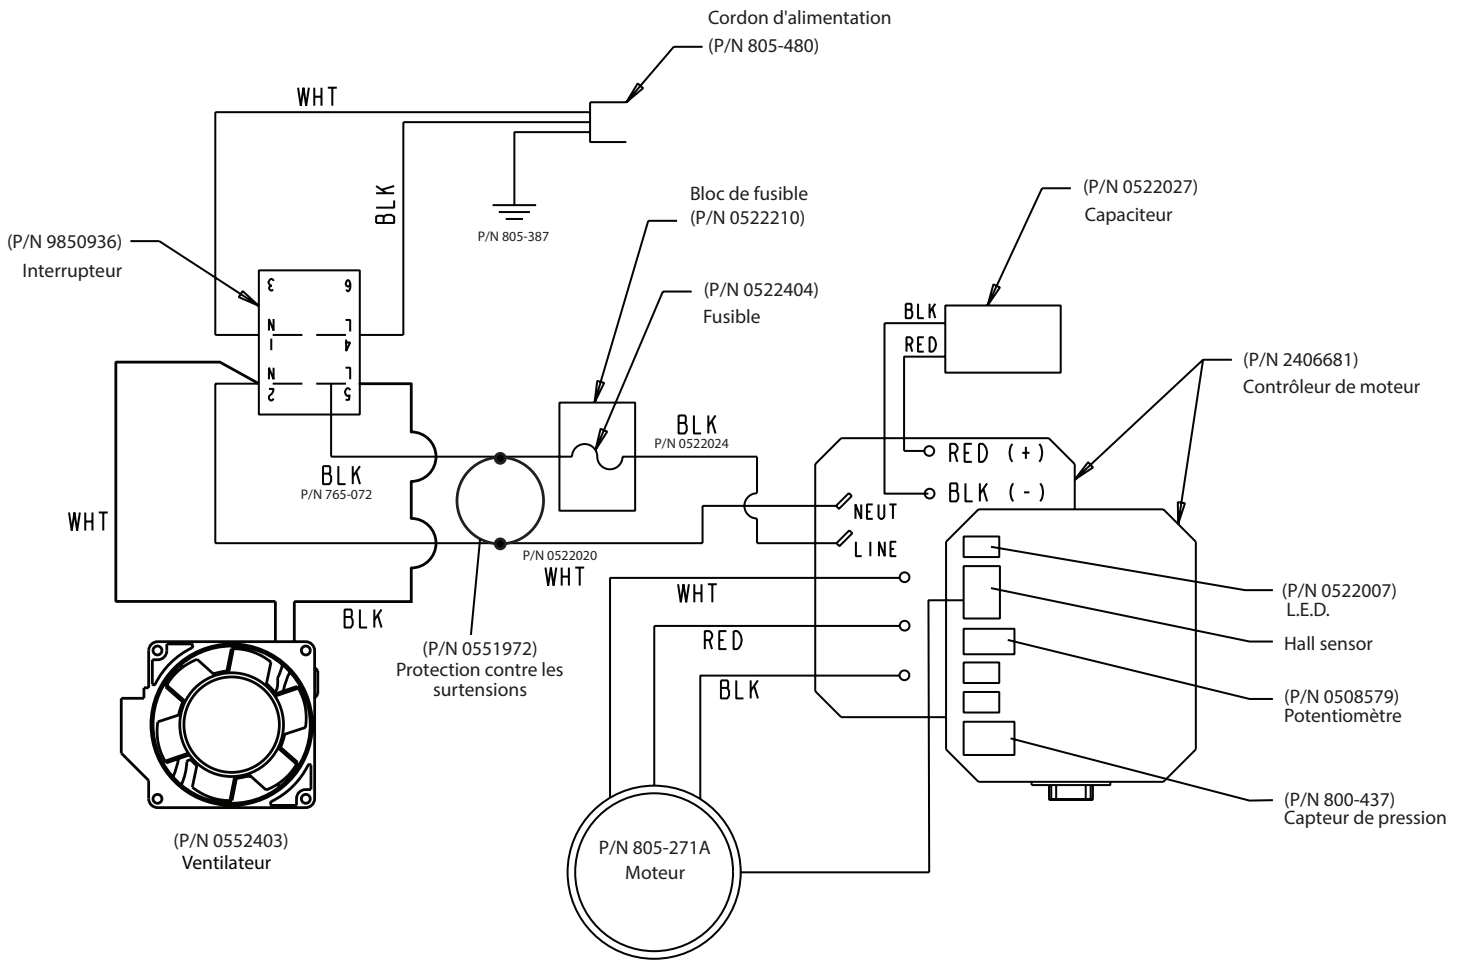 Cordon d'alimentation
(P/N 805-480)
WHT
BLK
P/N 805-387
Bloc de fusible
(P/N 0522210)
(P/N 0522027)
Capaciteur
(P/N 9850936)
Interrupteur
3
6
N
L
1
4
N
L
2
5
(P/N 0522404)
Fusible
BLK
RED
(P/N 2406681)
Contrôleur de moteur
BLK
P/N 0522024
RED (+)
BLK (-)
BLK
P/N 765-072
NEUT
LINE
WHT
P/N 0522020
WHT
WHT
RED
BLK
BLK
(P/N 0522007)
L.E.D.
Hall sensor
(P/N 0551972)
Protection contre les
surtensions
(P/N 0508579)
Potentiomètre
(P/N 800-437)
Capteur de pression
(P/N 0552403)
Ventilateur
P/N 805-271A
Moteur